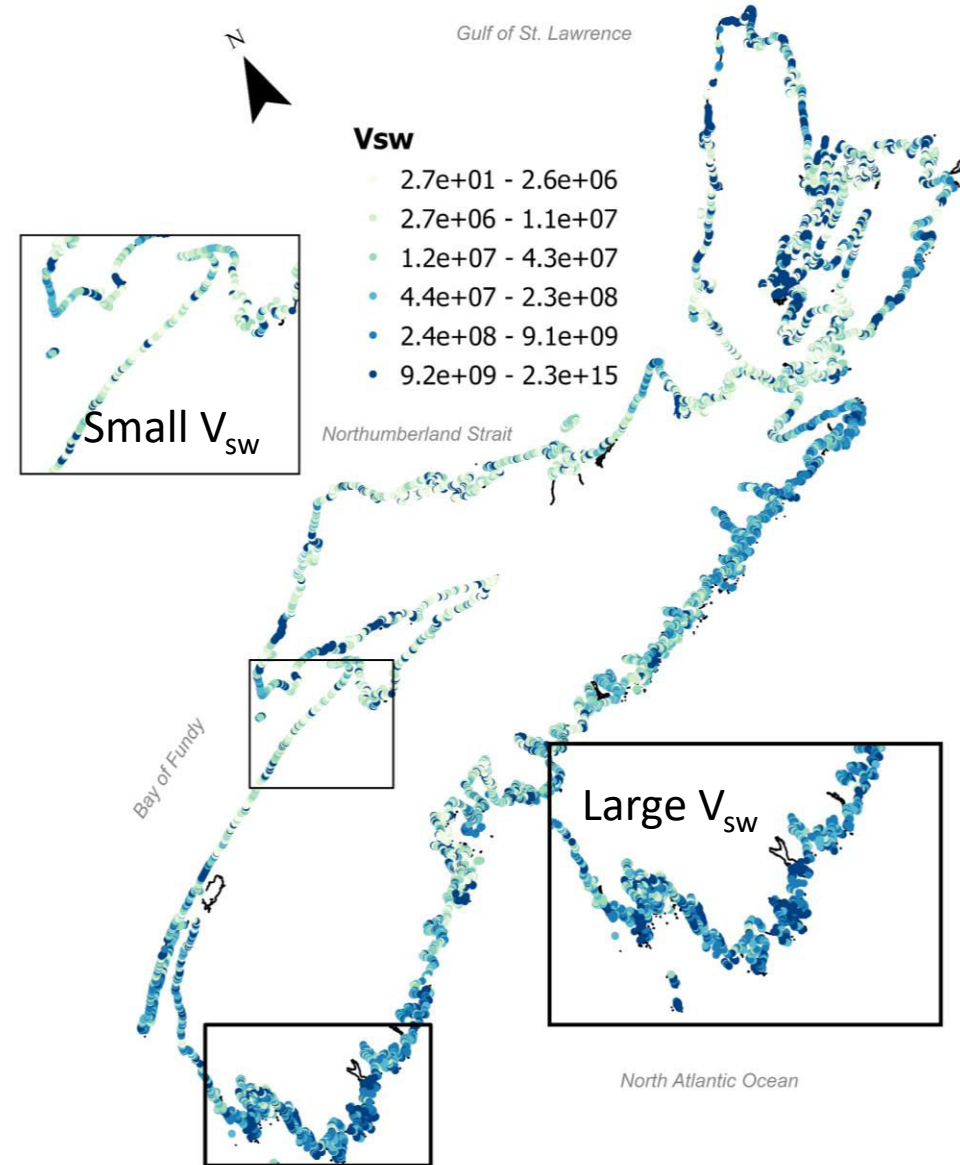 N
Gulf of St. Lawrence
Vsw
2.7e+01 - 2.6e+06
2.7e+06 - 1.1e+07
1.2e+07 - 4.3e+07
4.4e+07 - 2.3e+08
2.4e+08 - 9.1e+09
9.2e+09 - 2.3e+15
Small Vsw
Northumberland Strait
Bay of Fundy
Large Vsw
North Atlantic Ocean